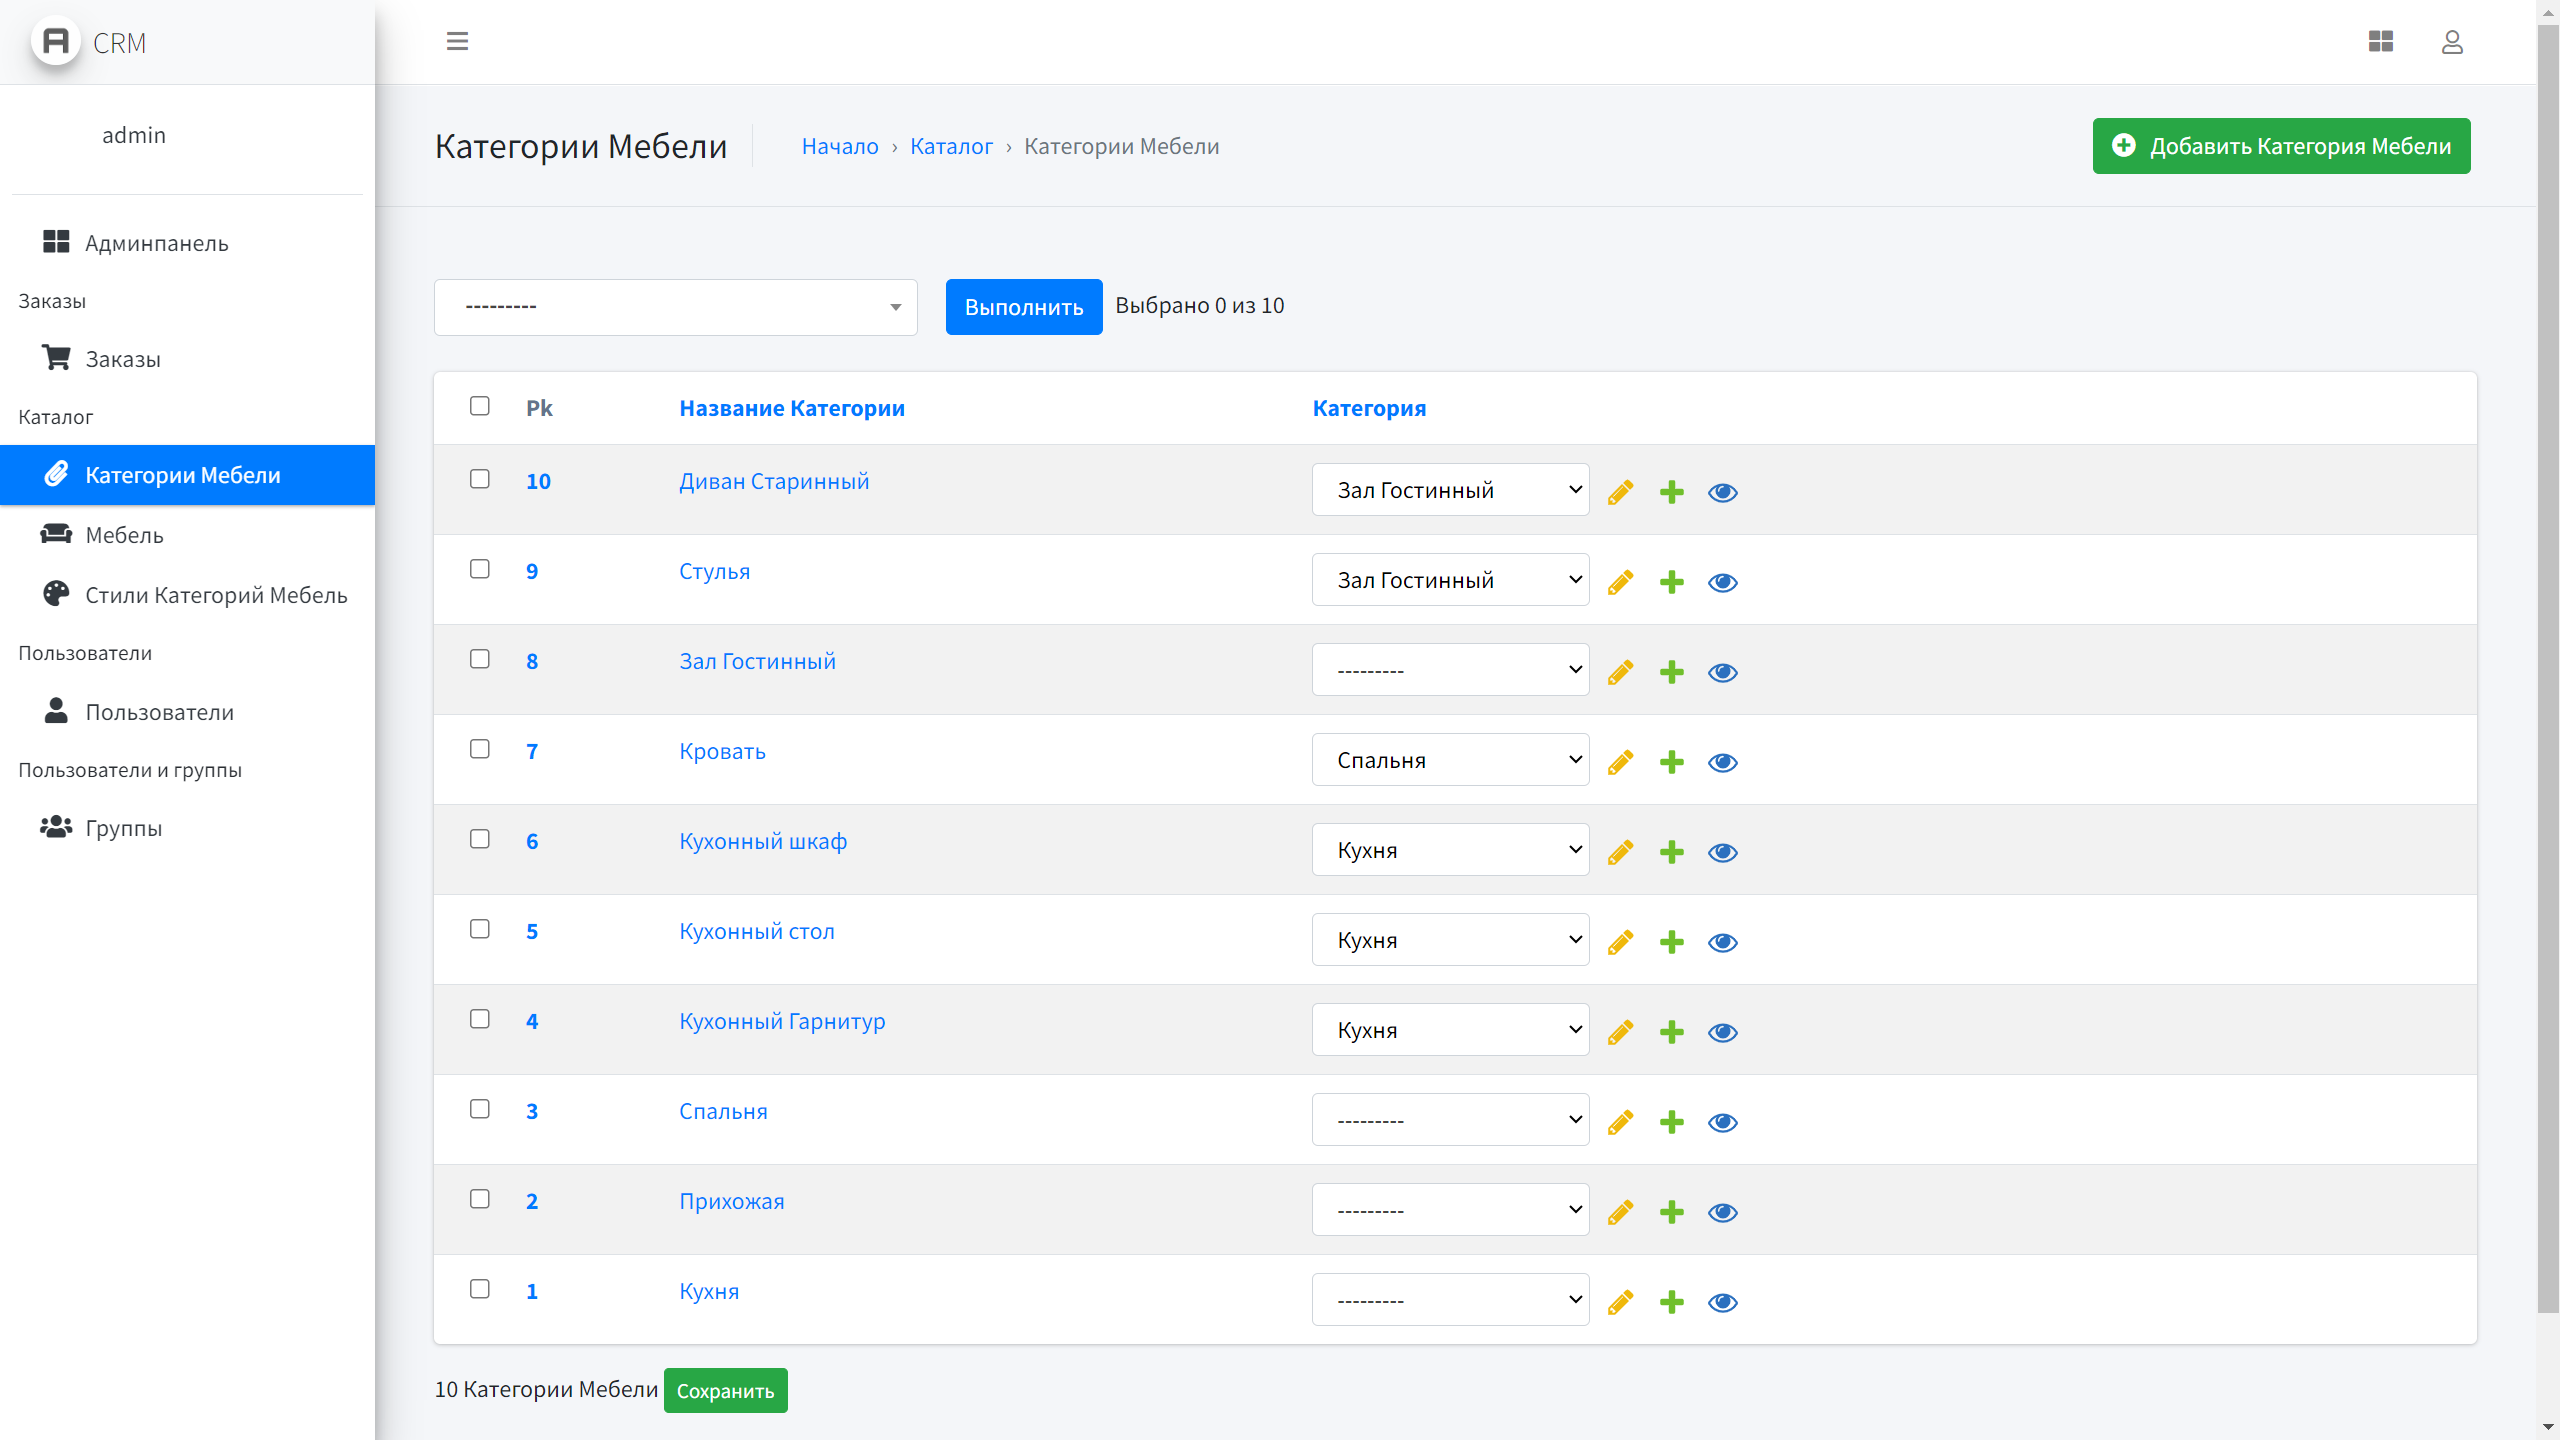 CRM
admin
Админпанель
Заказы
Заказы
Каталог
Категории Мебели
Мебель
Стили Категорий Мебель
Пользователи
Пользователи
Пользователи и группы
Группы
Категории Мебели
Начало › Каталог › Категории Мебели
Добавить Категория Мебели
---------
Выполнить
Выбрано 0 из 10
Pk Название Категории Категория
10 Диван Старинный Зал Гостинный
9 Стулья Зал Гостинный
8 Зал Гостинный ---------
7 Кровать Спальня
6 Кухонный шкаф Кухня
5 Кухонный стол Кухня
4 Кухонный Гарнитур Кухня
3 Спальня ---------
2 Прихожая ---------
1 Кухня ---------
10 Категории Мебели Сохранить